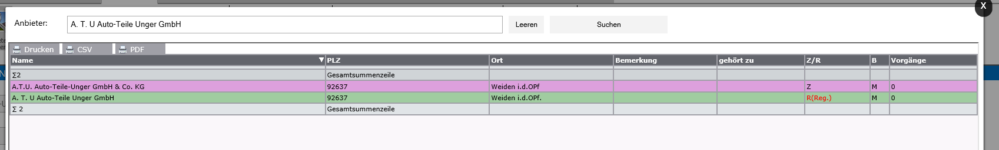 X
Anbieter: A. T. U Auto-Teile Unger GmbH Leeren Suchen
Drucken CSV PDF
Name PLZ Ort Bemerkung gehört zu Z/R B Vorgänge
∑2 Gesamtsummenzeile
A.T.U. Auto-Teile-Unger GmbH & Co. KG 92637 Weiden i.d.OPf Z M 0
A. T. U Auto-Teile Unger GmbH 92637 Weiden i.d.OPf. R(Reg.) M 0
∑ 2 Gesamtsummenzeile